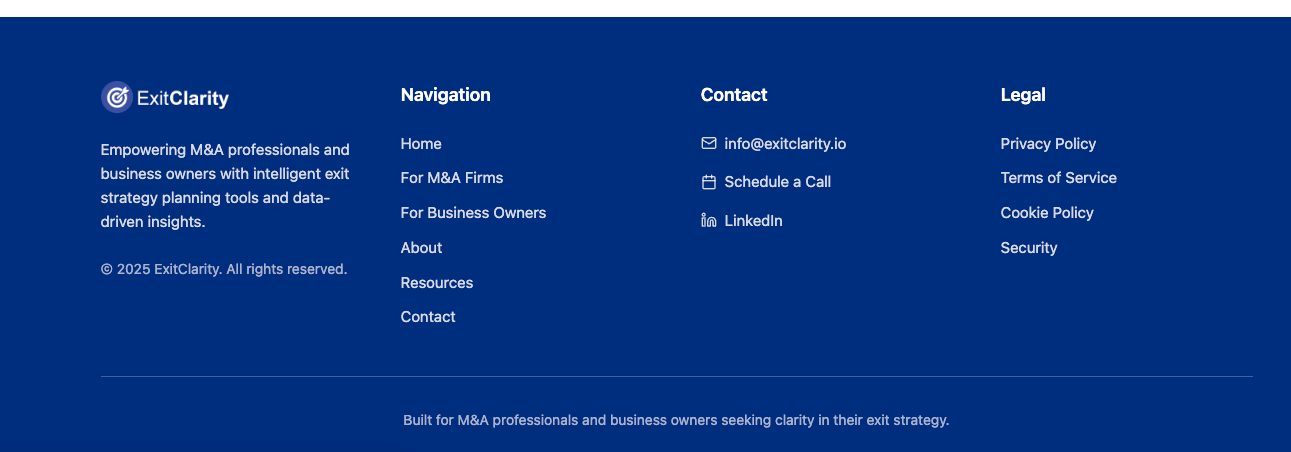 ExitClarity
Empowering M&A professionals and
business owners with intelligent exit
strategy planning tools and data-
driven insights.
© 2025 ExitClarity. All rights reserved.
Navigation
Home
For M&A Firms
For Business Owners
About
Resources
Contact
Contact
info@exitclarity.io
Schedule a Call
LinkedIn
Legal
Privacy Policy
Terms of Service
Cookie Policy
Security
Built for M&A professionals and business owners seeking clarity in their exit strategy.